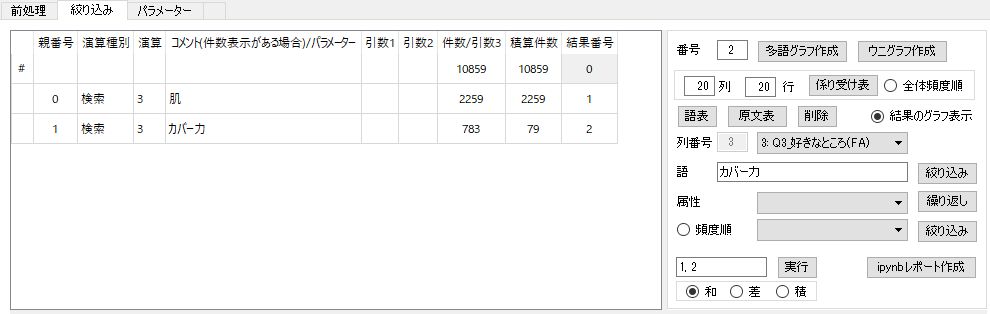 前処理 絞り込み パラメーター
親番号 演算種別 演算 コメント(件数表示がある場合)/パラメーター 引数1 引数2 件数/引数3 積算件数 結果番号
# 10859 10859 0
0 検索 3 肌 2259 2259 1
1 検索 3 カバー力 783 79 2
番号 2 多語グラフ作成 ウニグラフ作成
20 列 20 行 係り受け表 全体頻度順
語表 原文表 削除 結果のグラフ表示
列番号 3 3: Q3_好きなところ(FA)
語 カバー力 絞り込み
属性 繰り返し
頻度順 絞り込み
1, 2 実行 ipynbレポート作成
和 差 積